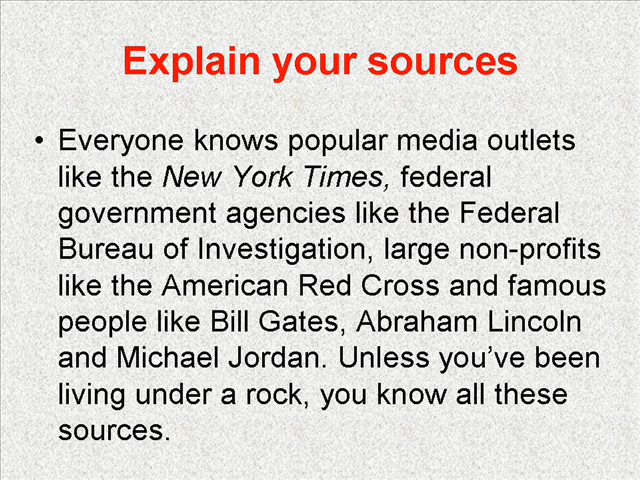 Explain your sources
• Everyone knows popular media outlets
like the New York Times, federal
government agencies like the Federal
Bureau of Investigation, large non-profits
like the American Red Cross and famous
people like Bill Gates, Abraham Lincoln
and Michael Jordan. Unless you’ve been
living under a rock, you know all these
sources.